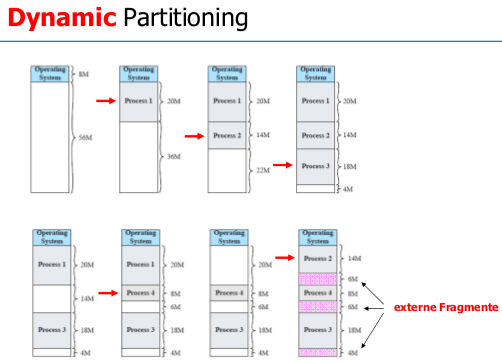 Dynamic Partitioning
Operating
System
8M
56M
Operating
System
Process 1
20M
36M
Operating
System
Process 1
20M
Process 2
14M
22M
Operating
System
Process 1
20M
Process 2
14M
Process 3
18M
4M
Operating
System
Process 1
20M
14M
Process 3
18M
4M
Operating
System
Process 1
20M
Process 4
8M
6M
Process 3
18M
4M
Operating
System
20M
Process 4
8M
6M
Process 3
18M
4M
Operating
System
Process 2
14M
6M
Process 4
8M
6M
Process 3
18M
4M
externe Fragmente